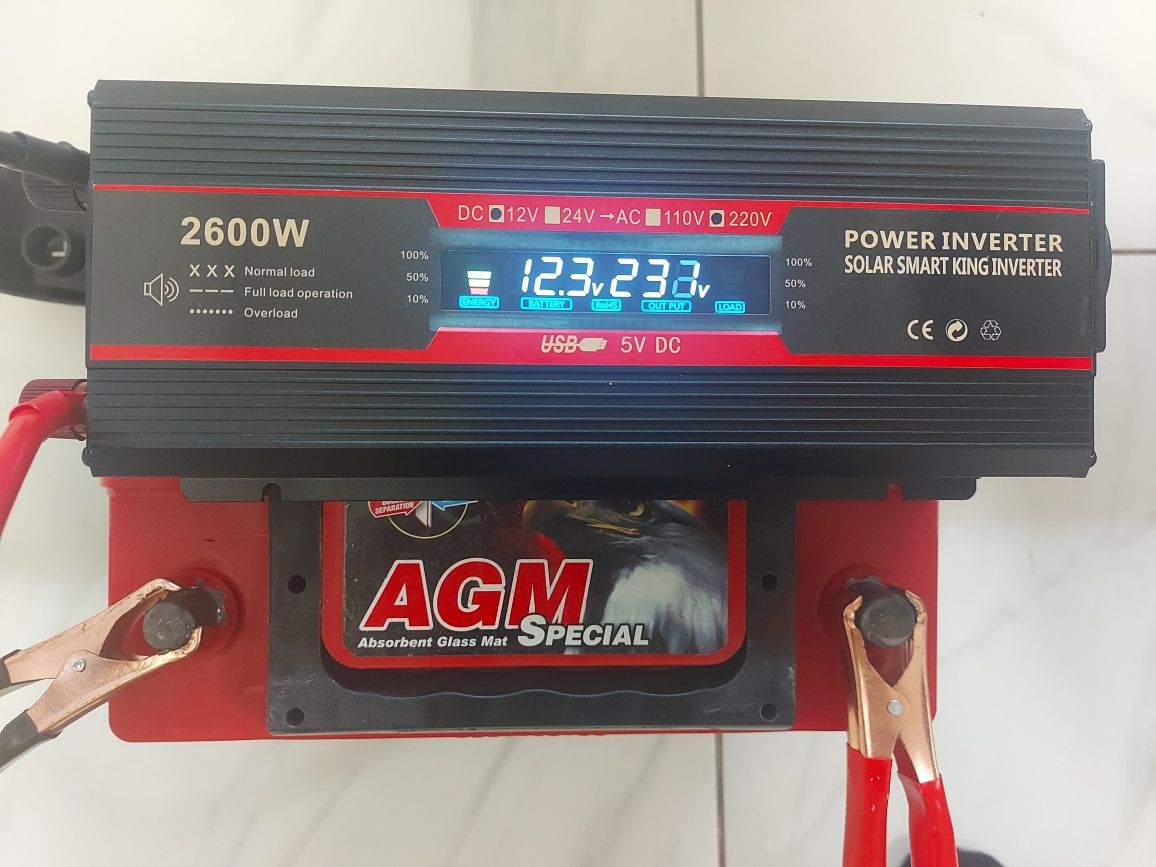 DC 12V 24V → AC 110V 220V
2600W
X X X Normal load
Full load operation
Overload
100%
50%
10%
12.3V 237V
ENERGY BATTERY RoHS OUT PUT LOAD
100%
50%
10%
USB 5V DC
POWER INVERTER
SOLAR SMART KING INVERTER
CE
SEPARATION
AGM
Absorbent Glass Mat SPECIAL